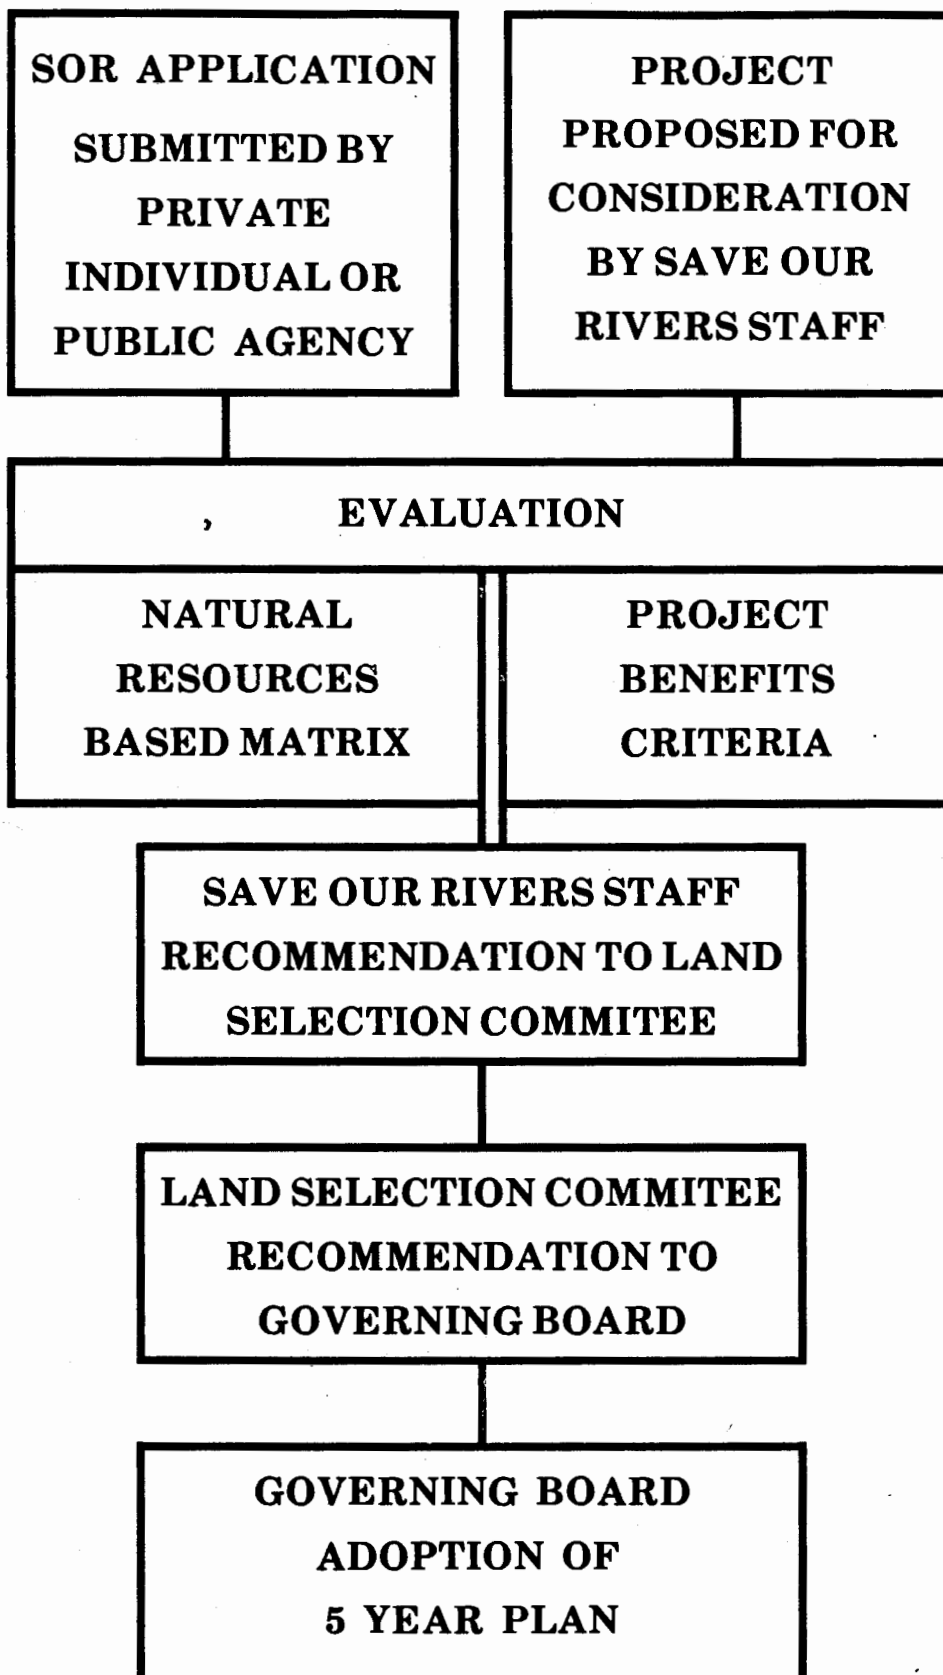 SOR APPLICATION
SUBMITTED BY
PRIVATE
INDIVIDUAL OR
PUBLIC AGENCY
PROJECT
PROPOSED FOR
CONSIDERATION
BY SAVE OUR
RIVERS STAFF
EVALUATION
NATURAL
RESOURCES
BASED MATRIX
PROJECT
BENEFITS
CRITERIA
SAVE OUR RIVERS STAFF
RECOMMENDATION TO LAND
SELECTION COMMITEE
LAND SELECTION COMMITEE
RECOMMENDATION TO
GOVERNING BOARD
GOVERNING BOARD
ADOPTION OF
5 YEAR PLAN